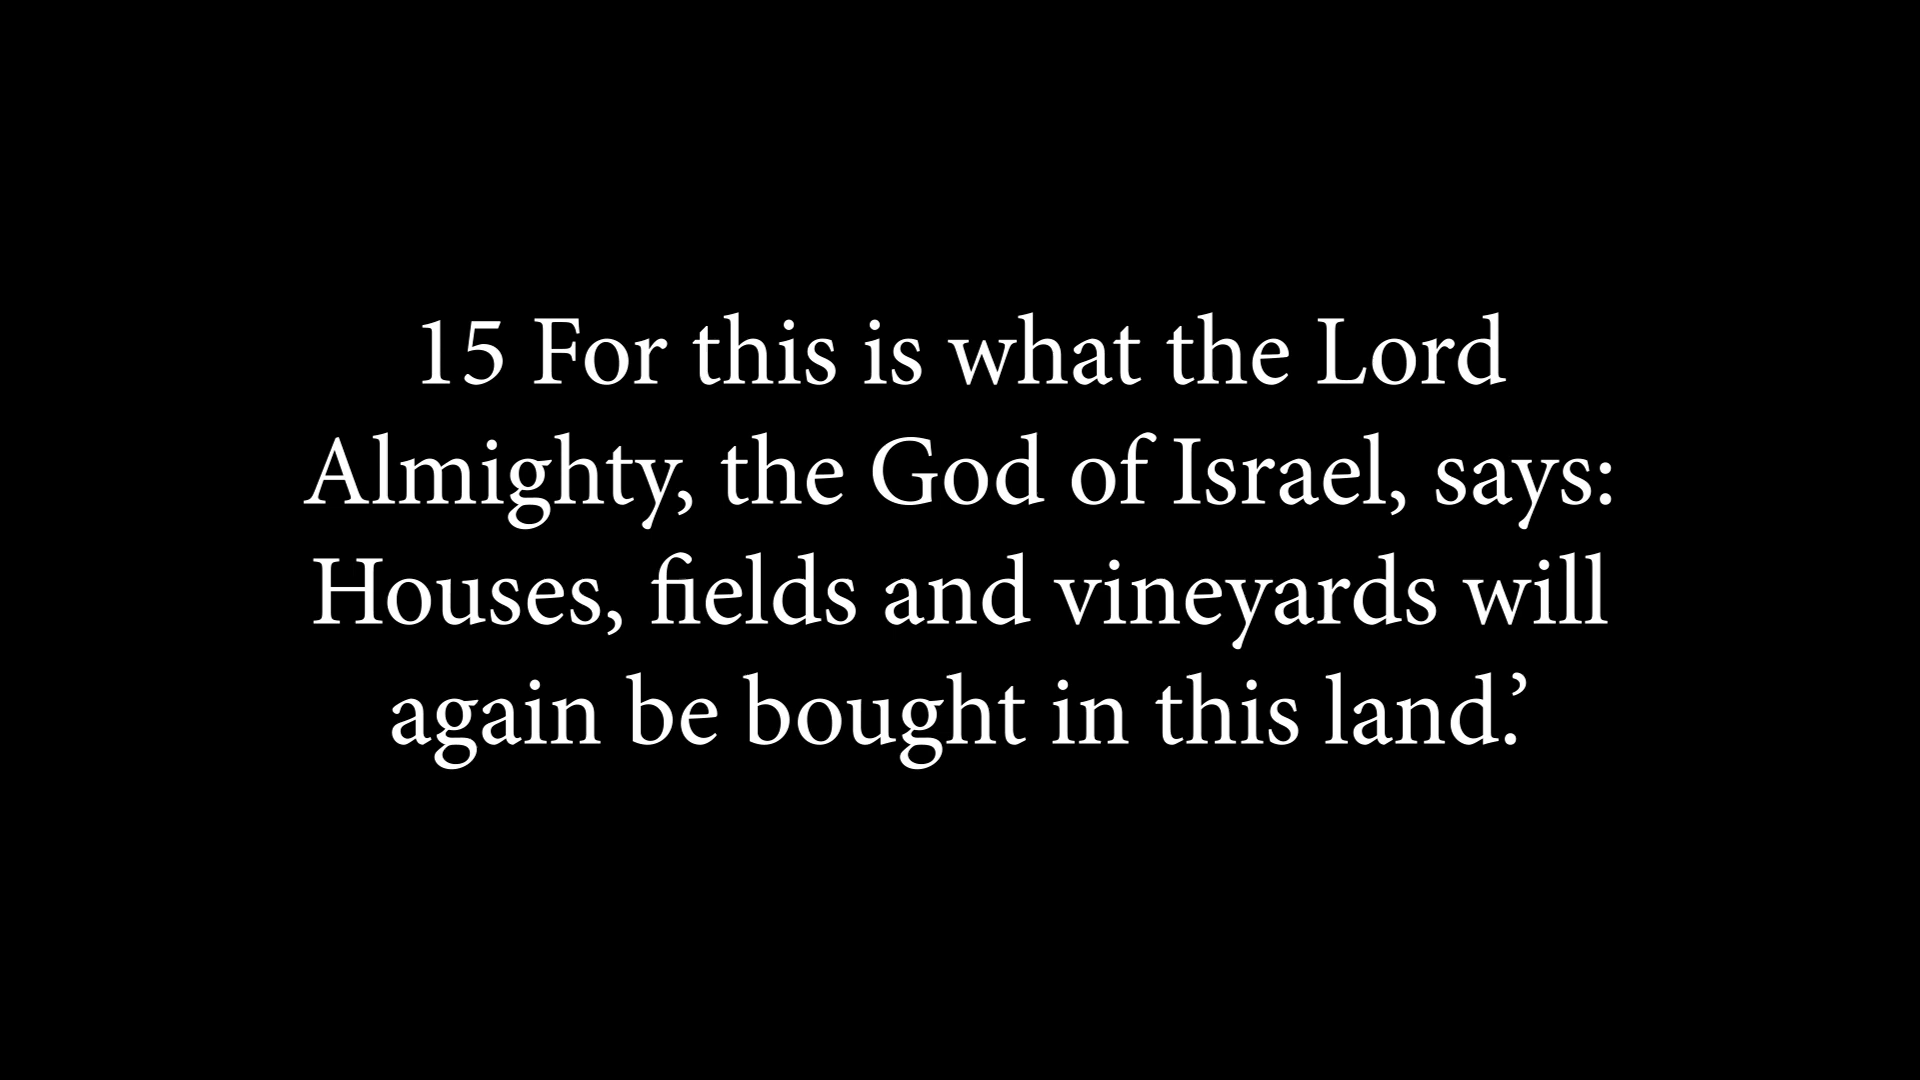 15 For this is what the Lord
Almighty, the God of Israel, says:
Houses, fields and vineyards will
again be bought in this land.’